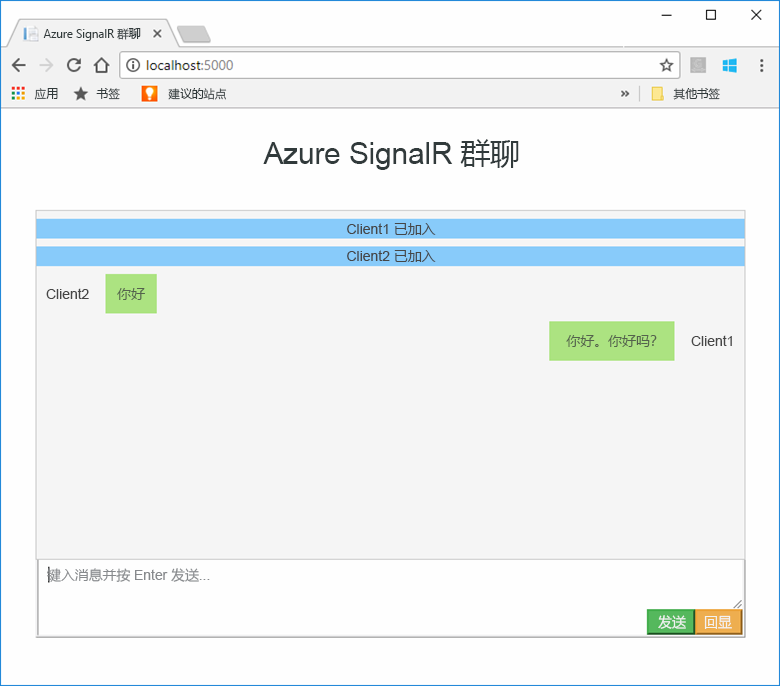 Azure SignalR 群聊
localhost:5000
应用 书签 建议的站点 » 其他书签
Azure SignalR 群聊
Client1 已加入
Client2 已加入
Client2 你好
你好。你好吗? Client1
键入消息并按 Enter 发送...
发送 回显